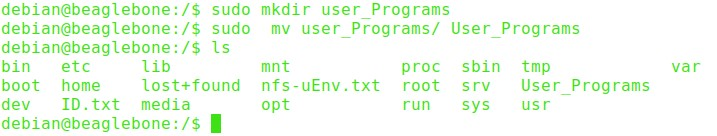 debian@beaglebone:/$ sudo mkdir user_Programs
debian@beaglebone:/$ sudo  mv user_Programs/ User_Programs
debian@beaglebone:/$ ls
bin   etc     lib         mnt           proc  sbin  tmp            var
boot  home    lost+found  nfs-uEnv.txt  root  srv   User_Programs
dev   ID.txt  media       opt           run   sys   usr
debian@beaglebone:/$